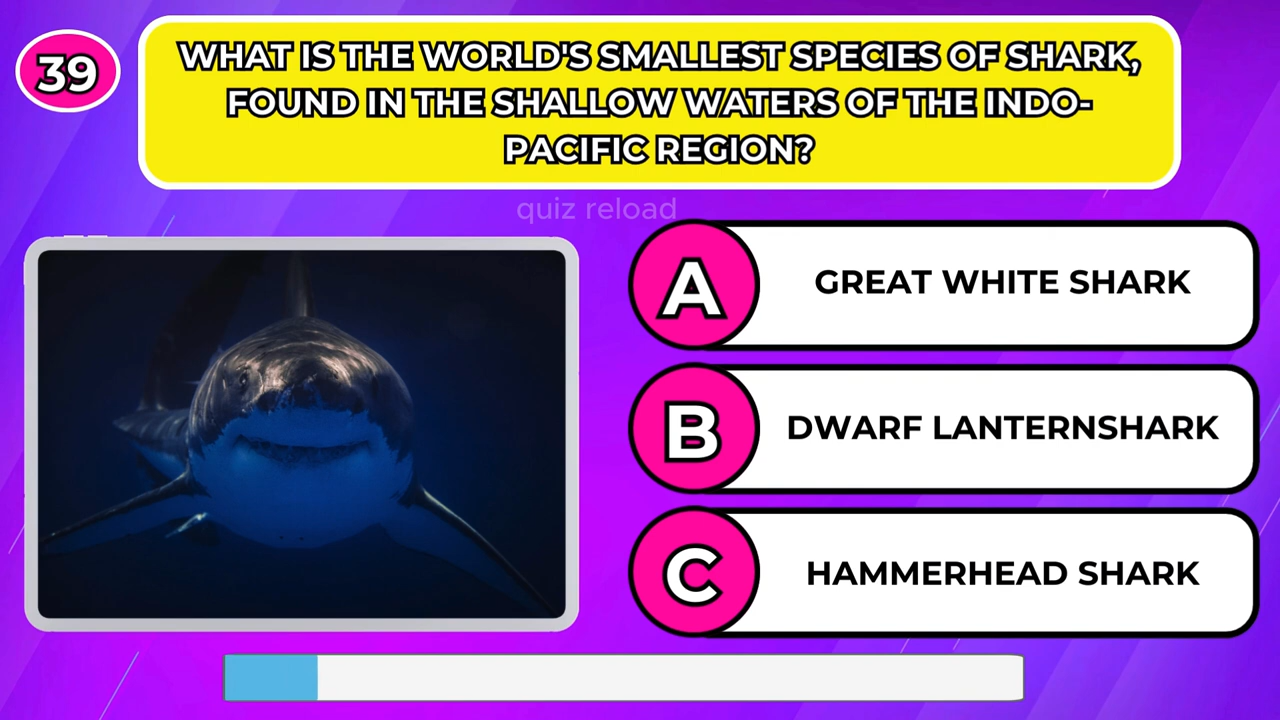 39
WHAT IS THE WORLD'S SMALLEST SPECIES OF SHARK,
FOUND IN THE SHALLOW WATERS OF THE INDO-
PACIFIC REGION?
quiz reload
A
GREAT WHITE SHARK
B
DWARF LANTERNSHARK
C
HAMMERHEAD SHARK